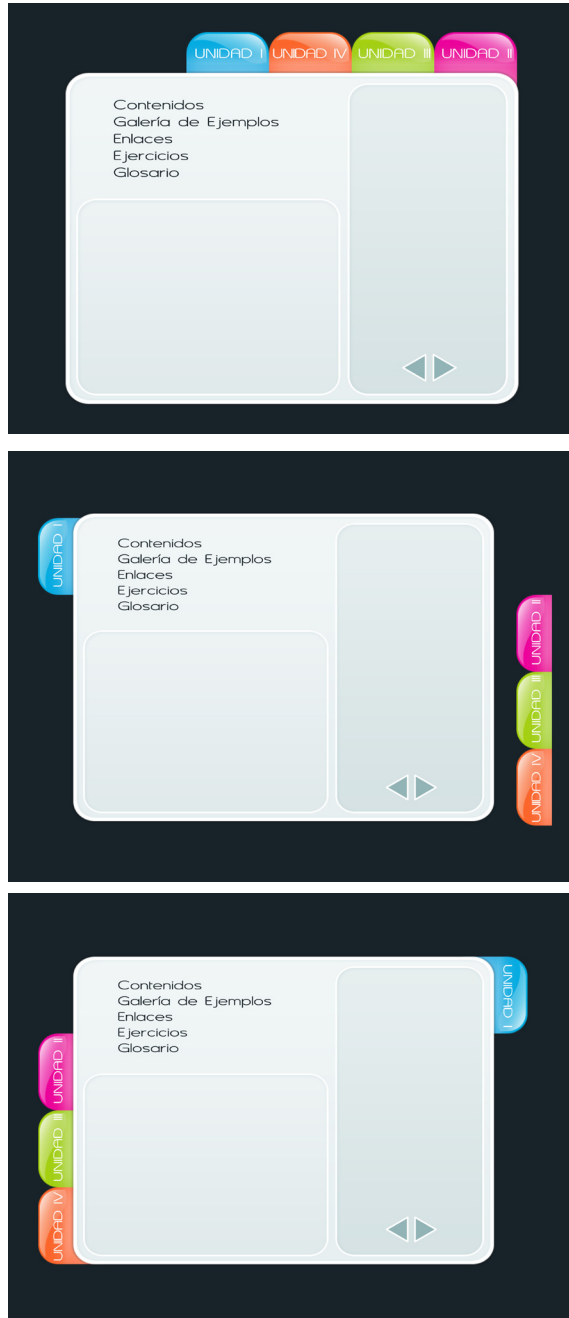 UNIDAD I UNIDAD IV UNIDAD III UNIDAD II
Contenidos
Galería de Ejemplos
Enlaces
Ejercicios
Glosario
UNIDAD I
Contenidos
Galería de Ejemplos
Enlaces
Ejercicios
Glosario
UNIDAD II
UNIDAD III
UNIDAD IV
Contenidos
Galería de Ejemplos
Enlaces
Ejercicios
Glosario
UNIDAD I
UNIDAD II
UNIDAD III
UNIDAD IV